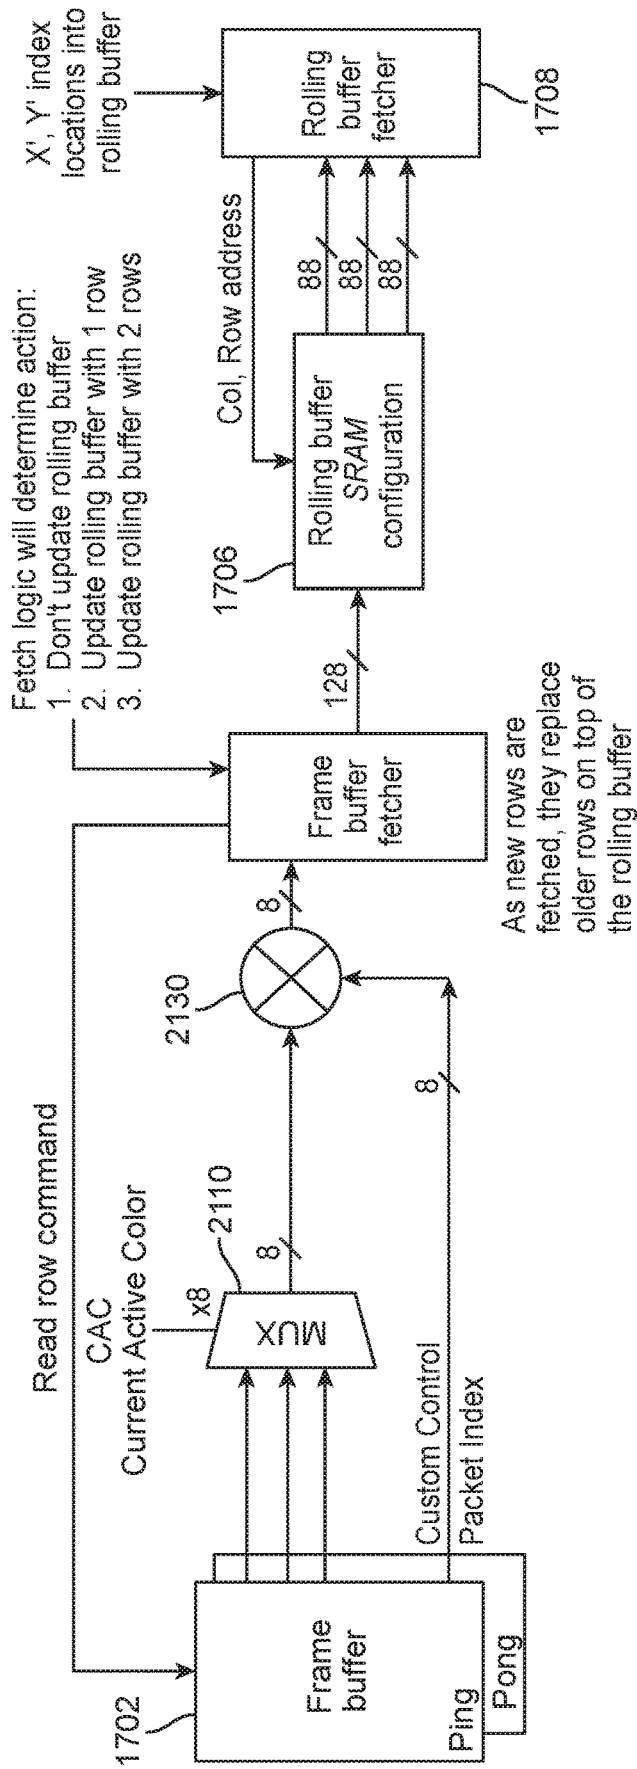 Read row command
CAC
Current Active Color
x8
2110
1702
Frame
buffer
Ping
Pong
MUX
8
Custom Control
Packet Index
8
2130
8
Fetch logic will determine action:
1. Don't update rolling buffer
2. Update rolling buffer with 1 row
3. Update rolling buffer with 2 rows
Frame
buffer
fetcher
As new rows are
fetched, they replace
older rows on top of
the rolling buffer
128
1706
Rolling buffer
SRAM
configuration
Col, Row address
88
88
88
X', Y' index
locations into
rolling buffer
Rolling
buffer
fetcher
1708